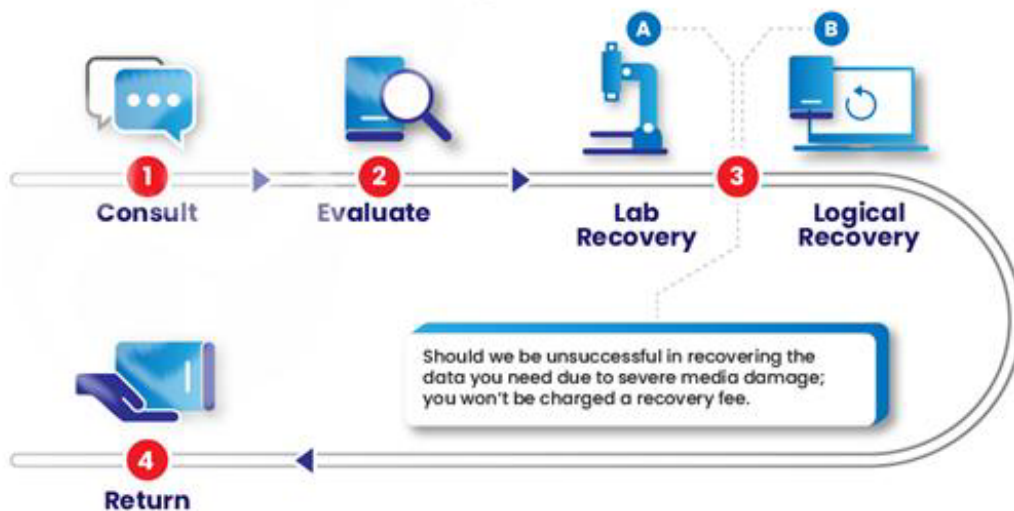 A
B
1
2
3
Consult
Evaluate
Lab
Recovery
Logical
Recovery
Should we be unsuccessful in recovering the
data you need due to severe media damage;
you won't be charged a recovery fee.
4
Return